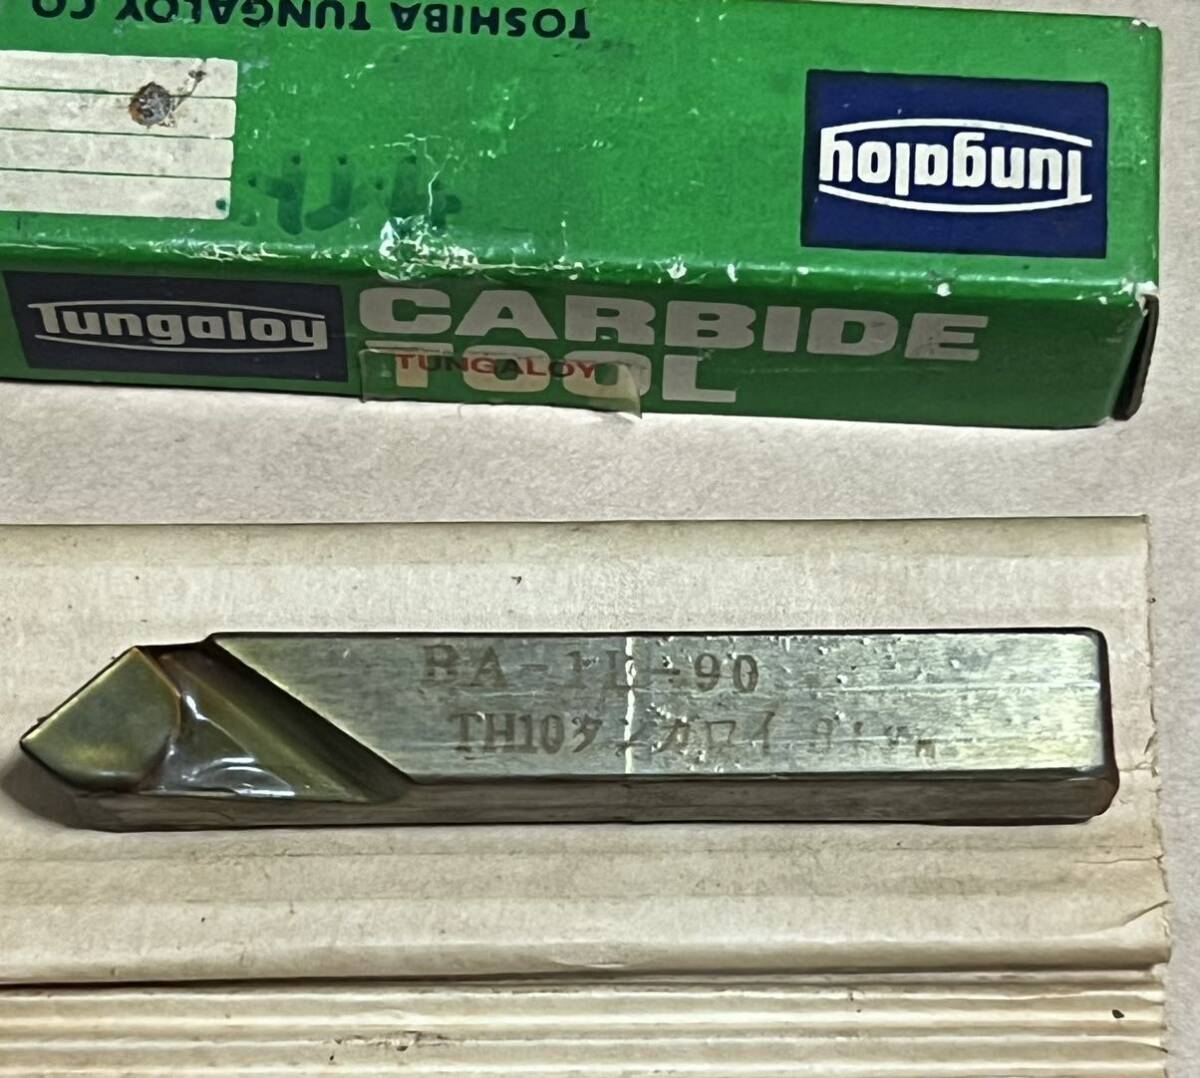 TOSHIBA TUNGALOY CO
Tungaloy
Tungaloy
CARBIDE
TOOL
TUNGALOY
BA-1L-90
TH10タンガロイ